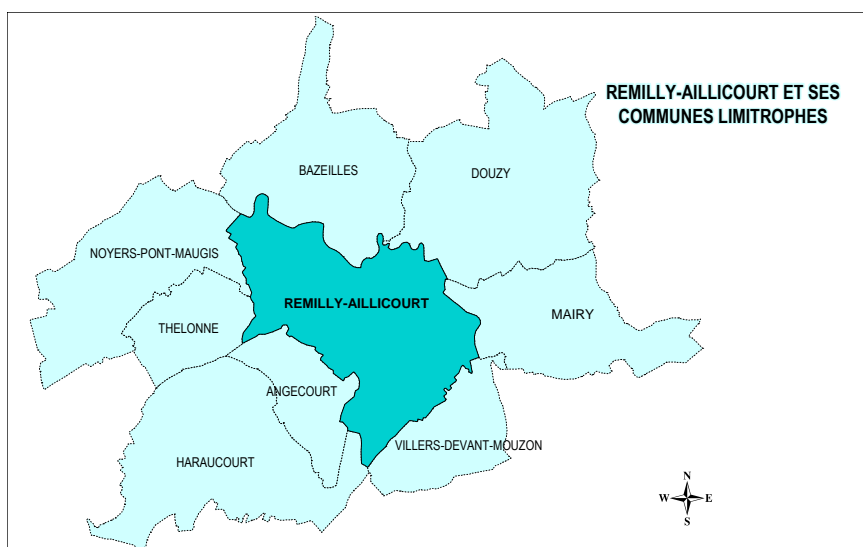 REMILLY-AILLICOURT ET SES
COMMUNES LIMITROPHES
BAZEILLES
DOUZY
NOYERS-PONT-MAUGIS
REMILLY-AILLICOURT
MAIRY
THELONNE
ANGECOURT
VILLERS-DEVANT-MOUZON
HARAUCOURT
N
W E
S